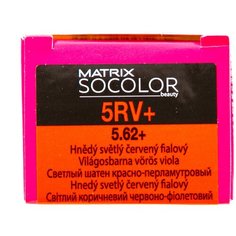 MATRIX
SOCOLOR
beauty
5RV+
5.62+
Hnědý světlý červený fialový
Világosbarna vörös viola
Светлый шатен красно-перламутровый
Hnedý svetlý červený fialový
Світлий коричневий червоно-фіолетовий